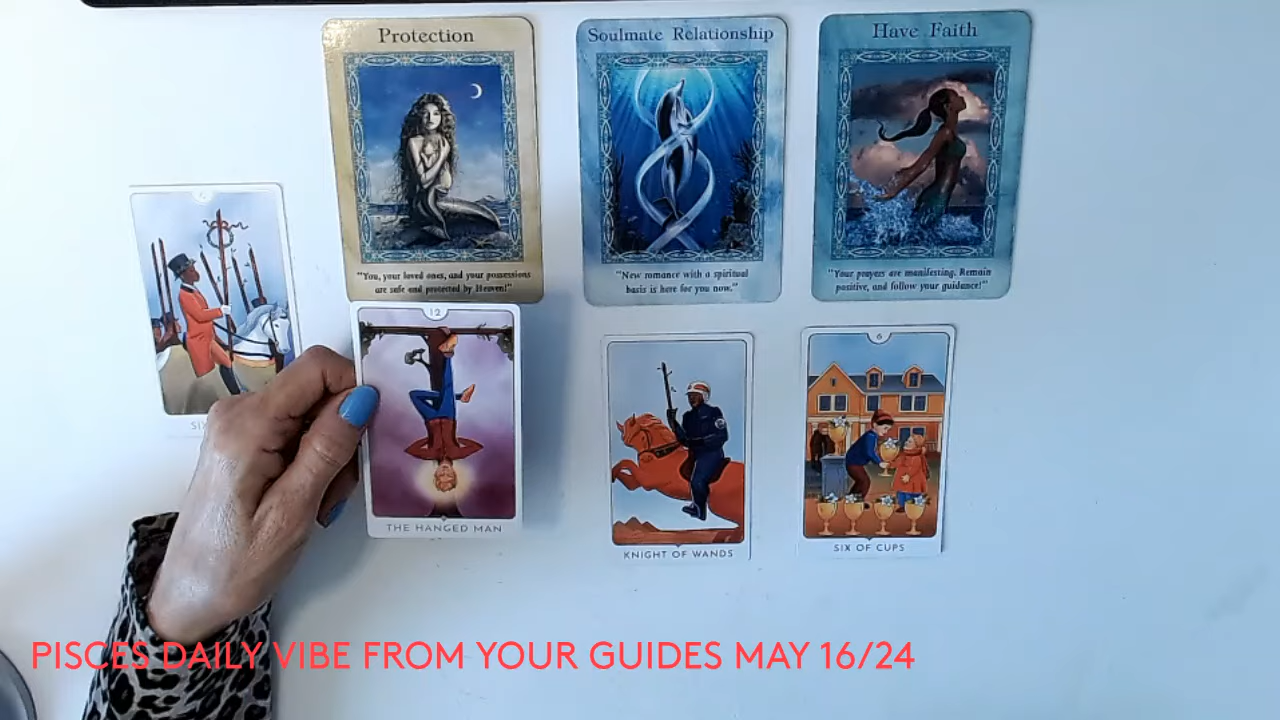 Protection
Soulmate Relationship
Have Faith
"You, your loved ones, and your possessions
are safe and protected by Heaven!"
"New romance with a spiritual
basis is here for you now."
"Your prayers are manifesting. Remain
positive, and follow your guidance!"
12
6
THE HANGED MAN
KNIGHT OF WANDS
SIX OF CUPS
PISCES DAILY VIBE FROM YOUR GUIDES MAY 16/24